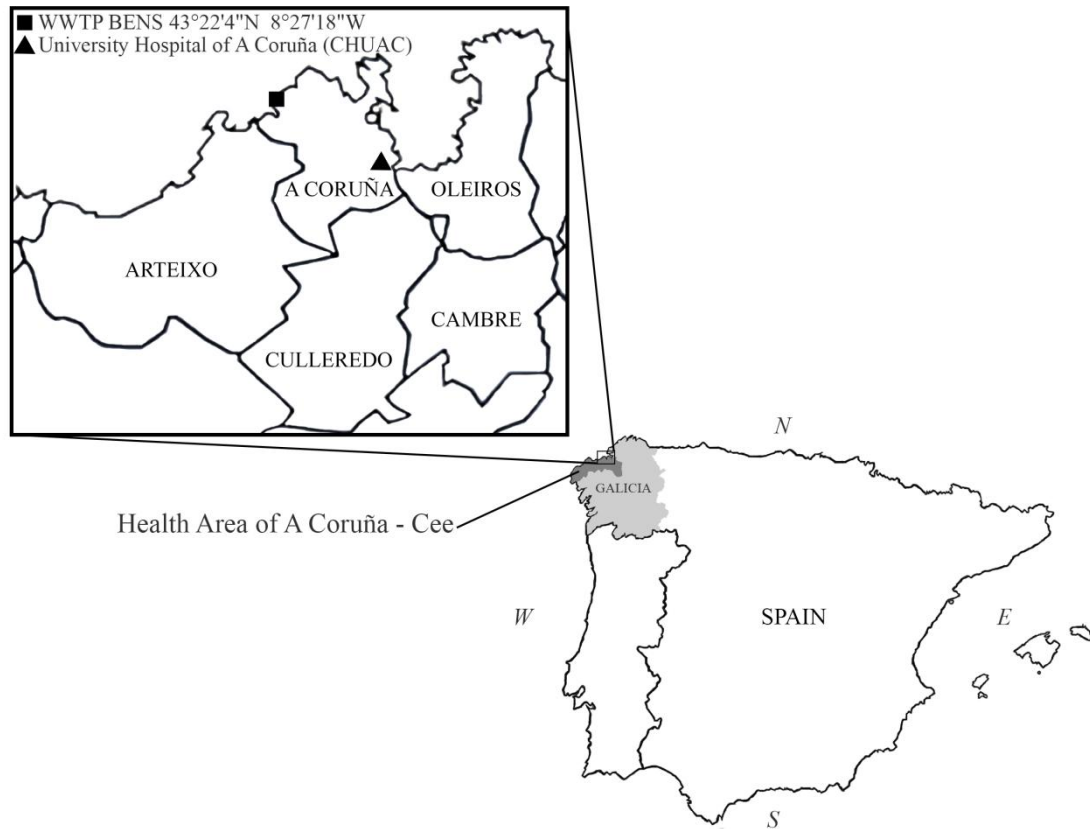 WWTP BENS 43°22'4"N 8°27'18"W
University Hospital of A Coruña (CHUAC)
A CORUÑA
OLEIROS
ARTEIXO
CAMBRE
CULLEREDO
N
GALICIA
Health Area of A Coruña - Cee
W
SPAIN
E
S